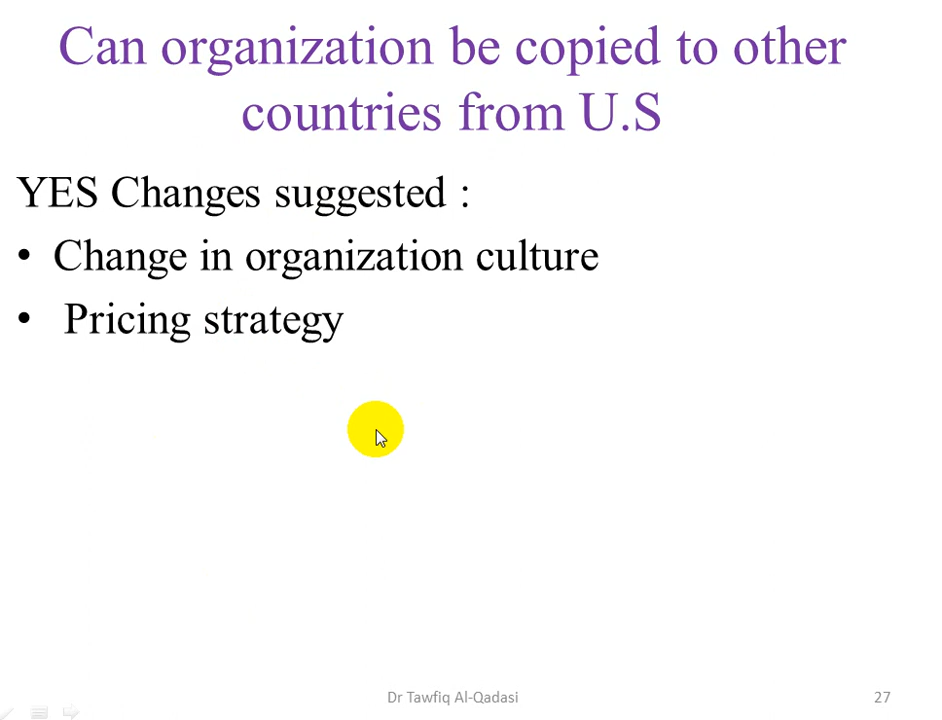 Can organization be copied to other
countries from U.S
YES Changes suggested :
• Change in organization culture
• Pricing strategy
Dr Tawfiq Al-Qadasi
27